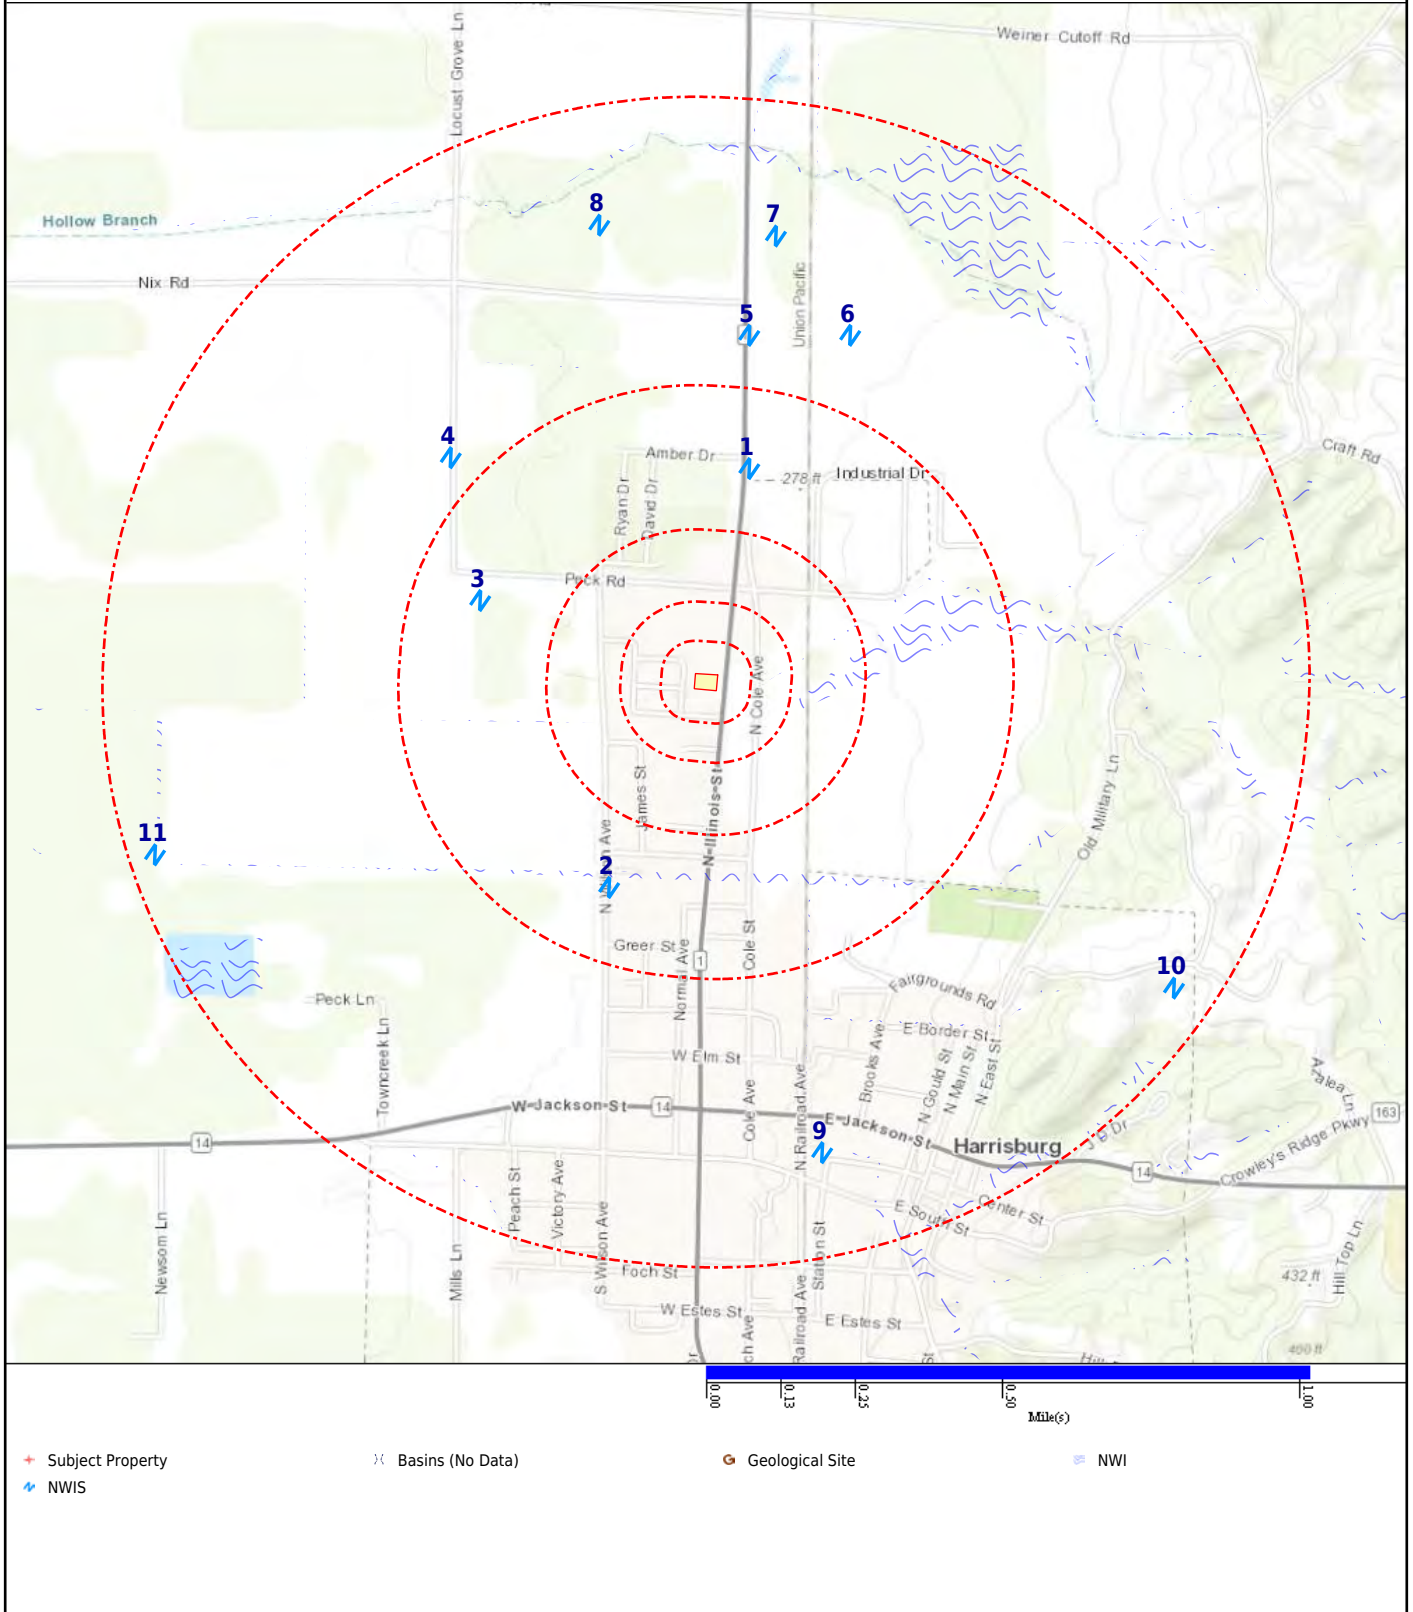 Weiner Cutoff Rd
Locust Grove Ln
8
7
Hollow Branch
Nix Rd
Union Pacific
5
6
4
1
Amber Dr
278 ft
Industrial Dr
Craft Rd
Ryan Dr
David Dr
3
Peck Rd
N Cole Ave
James St
N Illinois St
Old Military Ln
11
2
Greer St
1
Cole St
Normal Ave
10
Fairgrounds Rd
Peck Ln
E Border St
Towncreek Ln
W Elm St
Brooks Ave
N Gould St
N Main St
N East St
Azalea Ln
163
W Jackson St
14
Cole Ave
N Railroad Ave
E Jackson St
14
9
Harrisburg
J B Dr
14
Crowley's Ridge Pkwy
Peach St
Victory Ave
S Wilson Ave
Center St
E South St
Newsom Ln
Mills Ln
Station St
Hill Top Ln
Foch St
432 ft
W Estes St
E Estes St
Railroad Ave
ch Ave
400 ft
0.00
0.13
0.25
0.50
1.00
Mile(s)
Subject Property
Basins (No Data)
Geological Site
NWI
NWIS